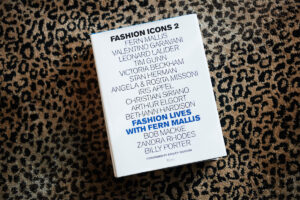 FASHION ICONS 2
FERN MALLIS
VALENTINO GARAVANI
LEONARD LAUDER
TIM GUNN
VICTORIA BECKHAM
STAN HERMAN
ANGELA & ROSITA MISSONI
IRIS APFEL
CHRISTIAN SIRIANO
ARTHUR ELGORT
BETHANN HARDISON
FASHION LIVES
WITH FERN MALLIS
BOB MACKIE
ZANDRA RHODES
BILLY PORTER